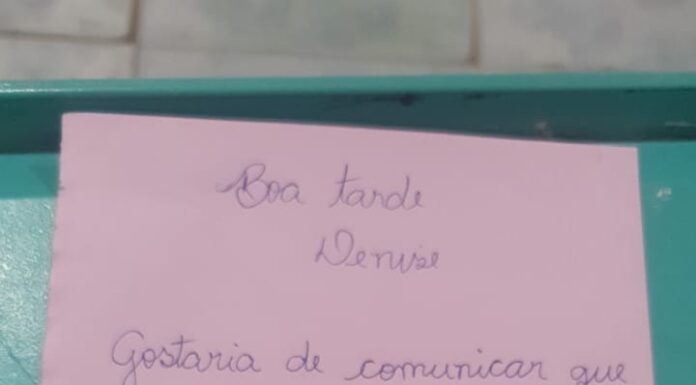 Boa tarde
Denise
Gostaria de comunicar que